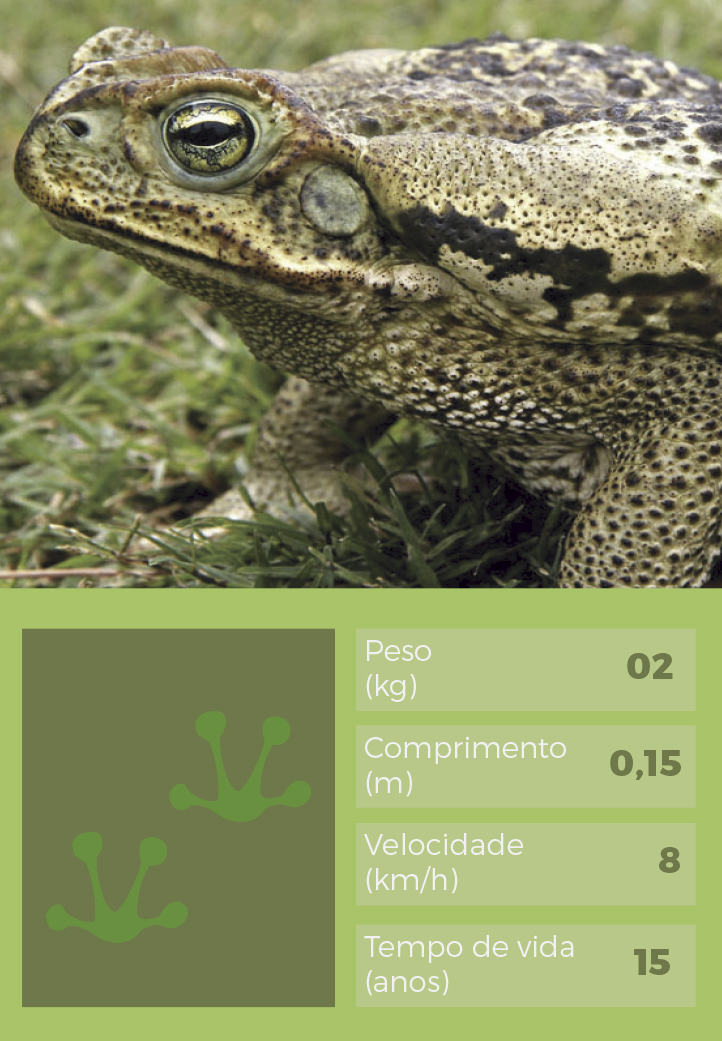 Peso
(kg)
02
Comprimento
(m)
0,15
Velocidade
(km/h)
8
Tempo de vida
(anos)
15